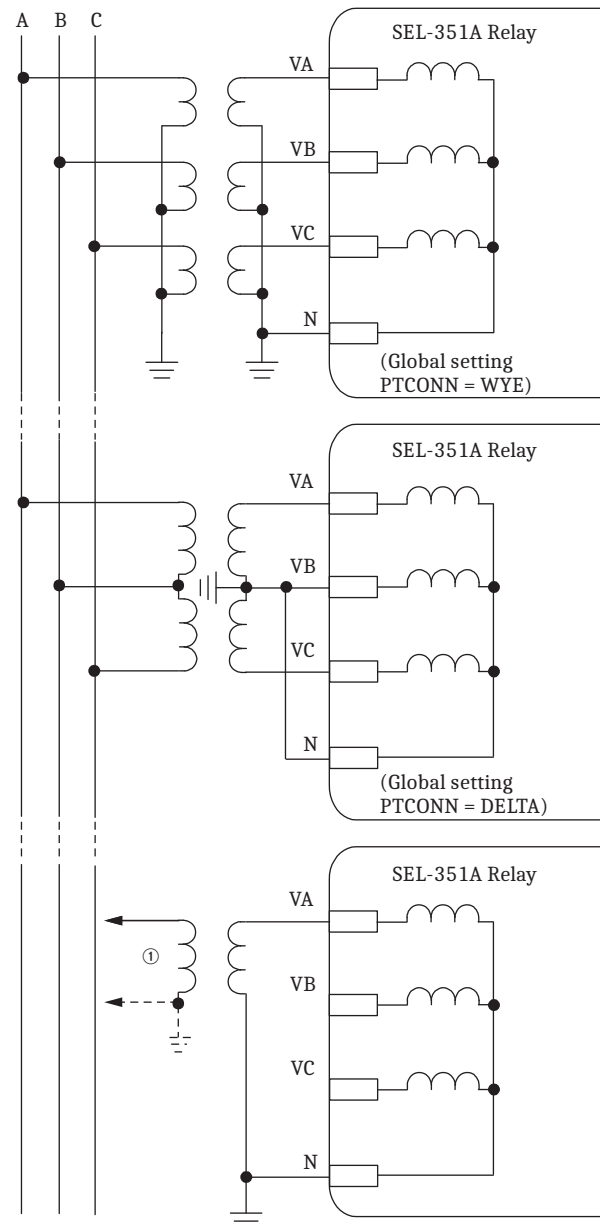 A B C
SEL-351A Relay
VA
VB
VC
N
(Global setting
PTCONN = WYE)
SEL-351A Relay
VA
VB
VC
N
(Global setting
PTCONN = DELTA)
SEL-351A Relay
VA
①
VB
VC
N